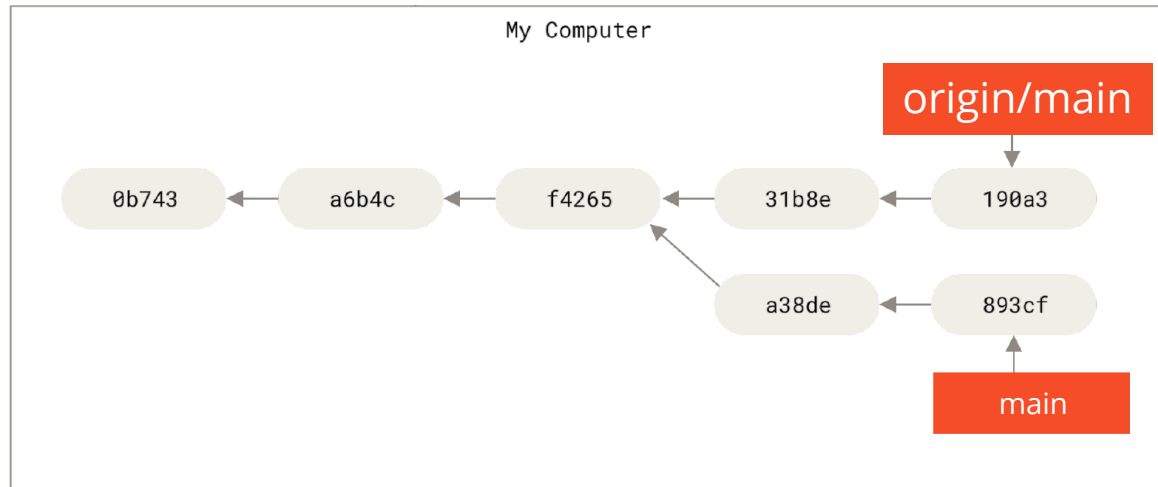 My Computer
origin/main
0b743
a6b4c
f4265
31b8e
190a3
a38de
893cf
main